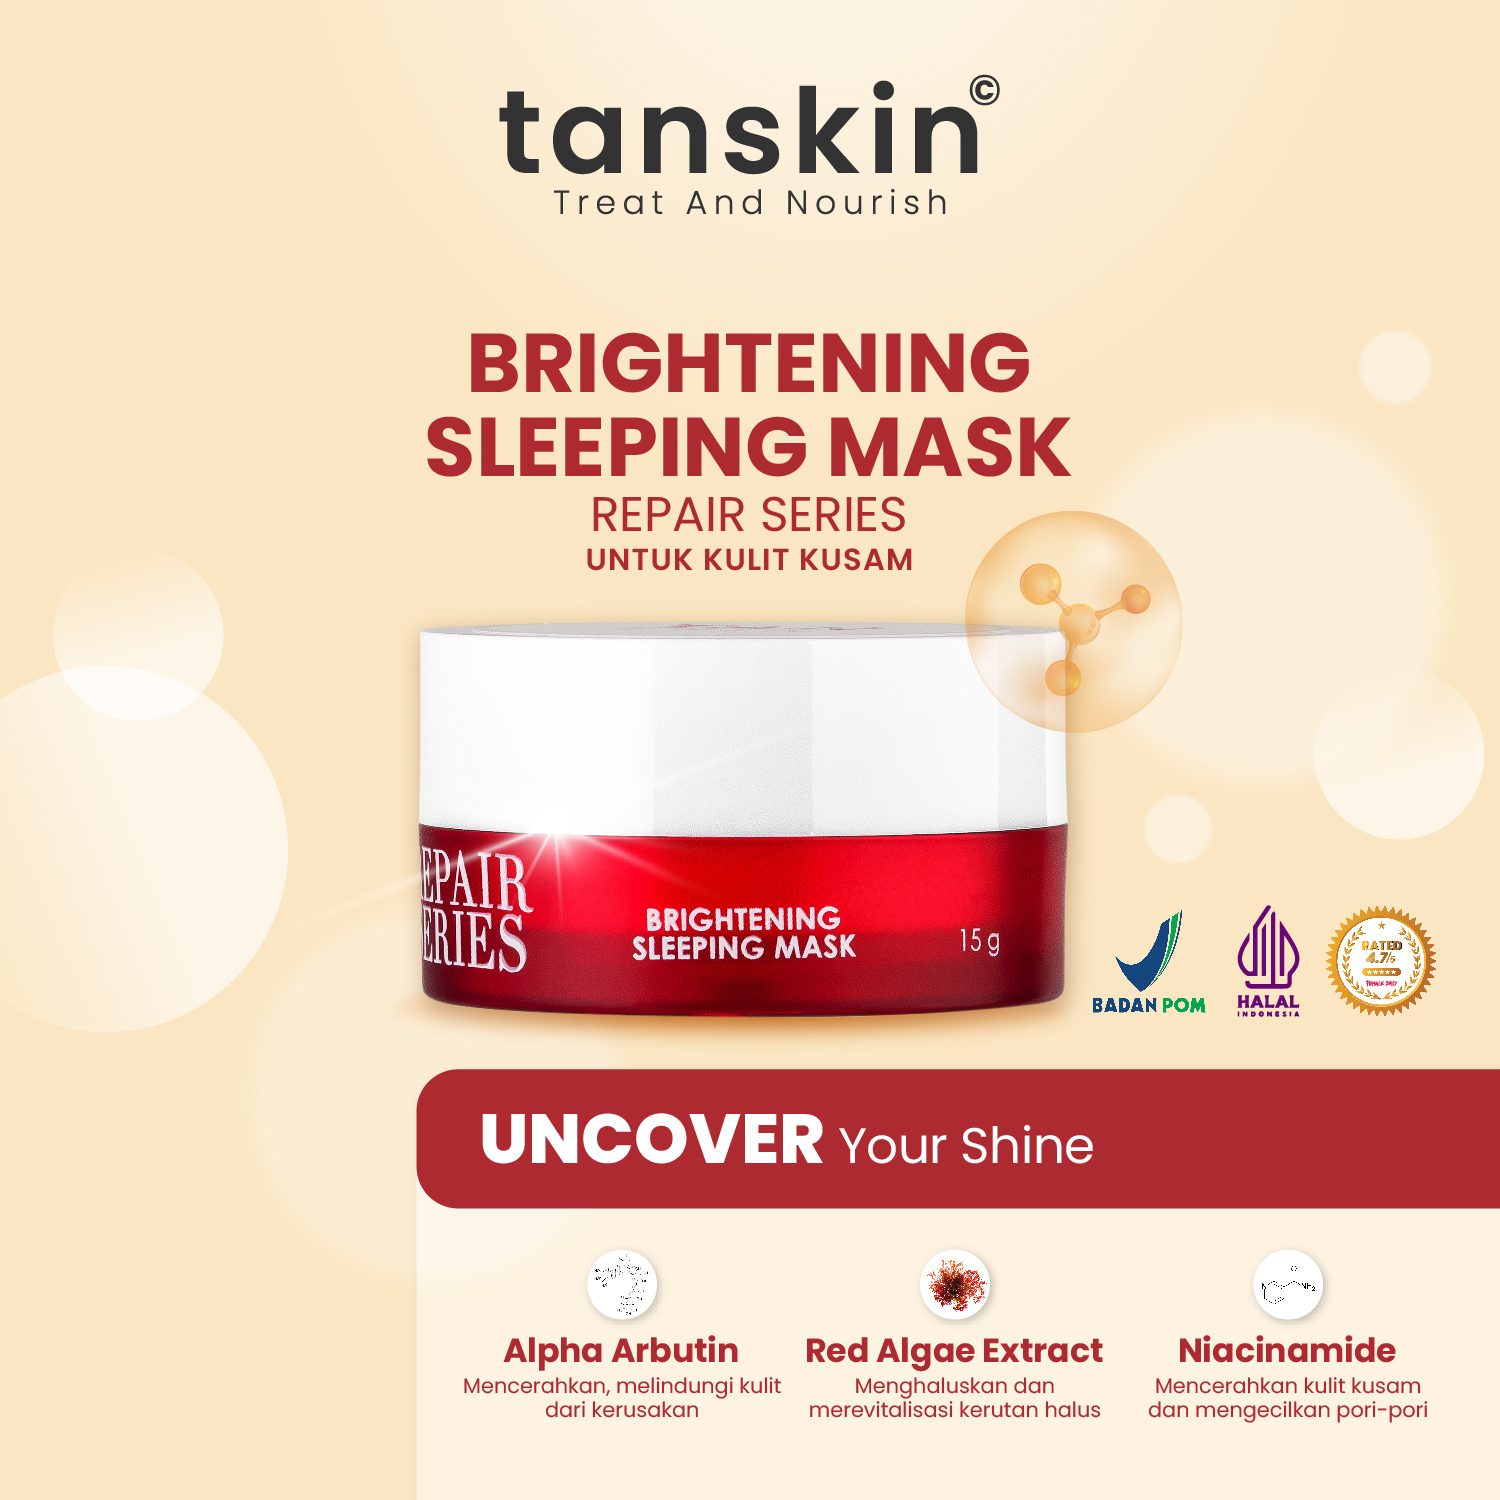 tanskin©
Treat And Nourish
BRIGHTENING
SLEEPING MASK
REPAIR SERIES
UNTUK KULIT KUSAM
EPAIR
ERIES
BRIGHTENING
SLEEPING MASK
15 g
BADAN POM
HALAL
INDONESIA
RATED
4.7/5
FEMALE DAILY
UNCOVER Your Shine
Alpha Arbutin
Mencerahkan, melindungi kulit
dari kerusakan
Red Algae Extract
Menghaluskan dan
merevitalisasi kerutan halus
Niacinamide
Mencerahkan kulit kusam
dan mengecilkan pori-pori